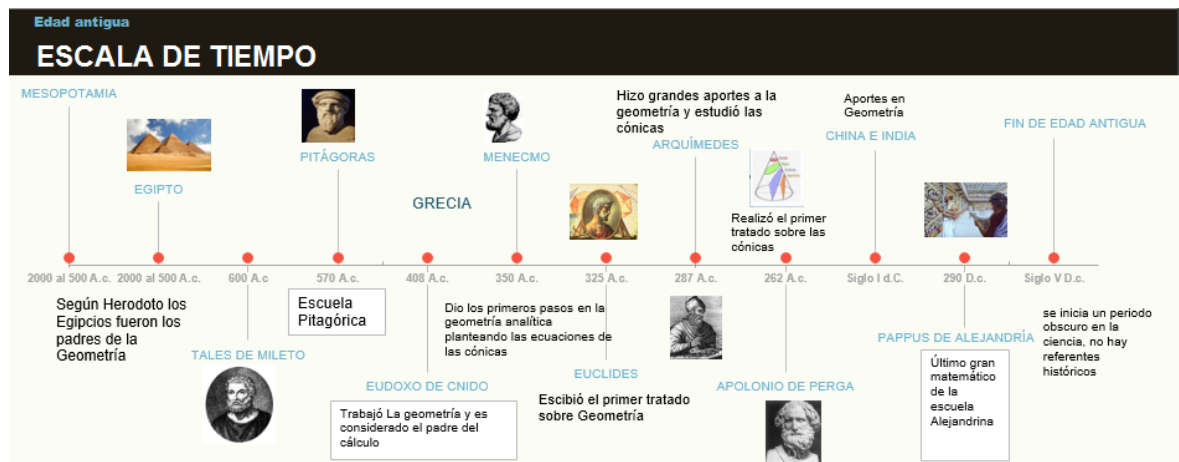 Edad antigua
ESCALA DE TIEMPO
MESOPOTAMIA
EGIPTO
PITÁGORAS
GRECIA
MENECMO
Hizo grandes aportes a la
geometría y estudió las
cónicas
ARQUÍMEDES
Realizó el primer
tratado sobre las
cónicas
Aportes en
Geometría
CHINA E INDIA
FIN DE EDAD ANTIGUA
2000 al 500 A.c.
2000 al 500 A.c.
600 A.c
570 A.c.
408 A.c.
350 A.c.
325 A.c.
287 A.c.
262 A.c.
Siglo I d.C.
290 D.c.
Siglo V D.c.
Según Herodoto los
Egipcios fueron los
padres de la
Geometría
TALES DE MILETO
Escuela
Pitagórica
EUDOXO DE CNIDO
Trabajó La geometría y es
considerado el padre del
cálculo
Dio los primeros pasos en la
geometría analítica
planteando las ecuaciones de
las cónicas
EUCLIDES
Escibió el primer tratado
sobre Geometría
APOLONIO DE PERGA
PAPPUS DE ALEJANDRÍA
Último gran
matemático
de la
escuela
Alejandrina
se inicia un periodo
obscuro en la
ciencia, no hay
referentes
históricos